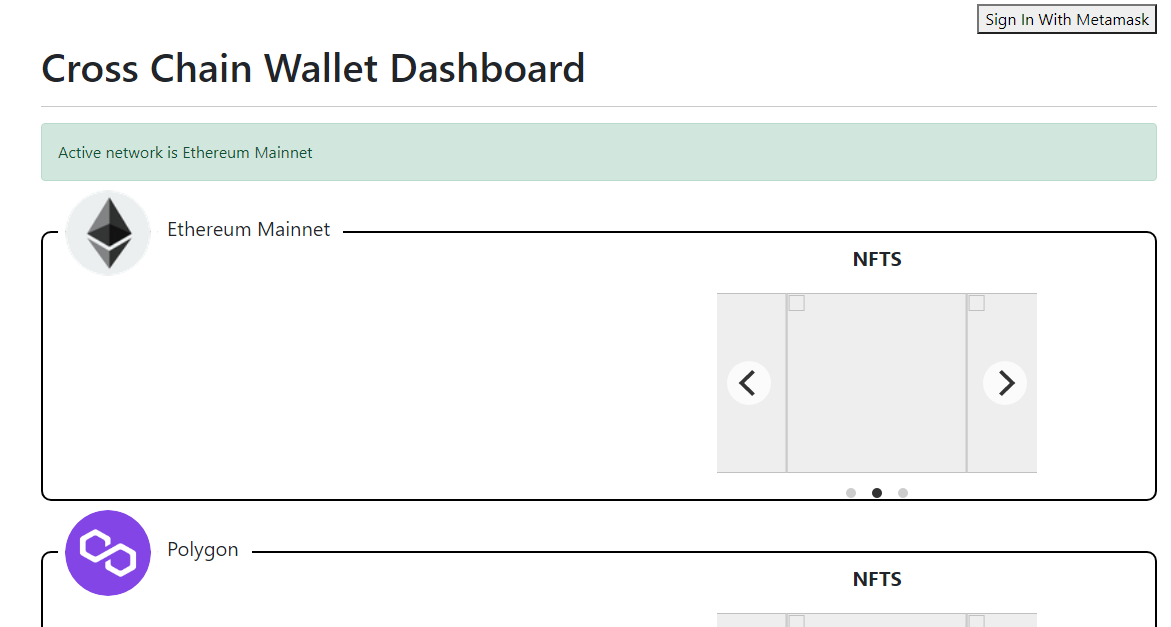 Sign In With Metamask
Cross Chain Wallet Dashboard
Active network is Ethereum Mainnet
Ethereum Mainnet
NFTS
Polygon
NFTS